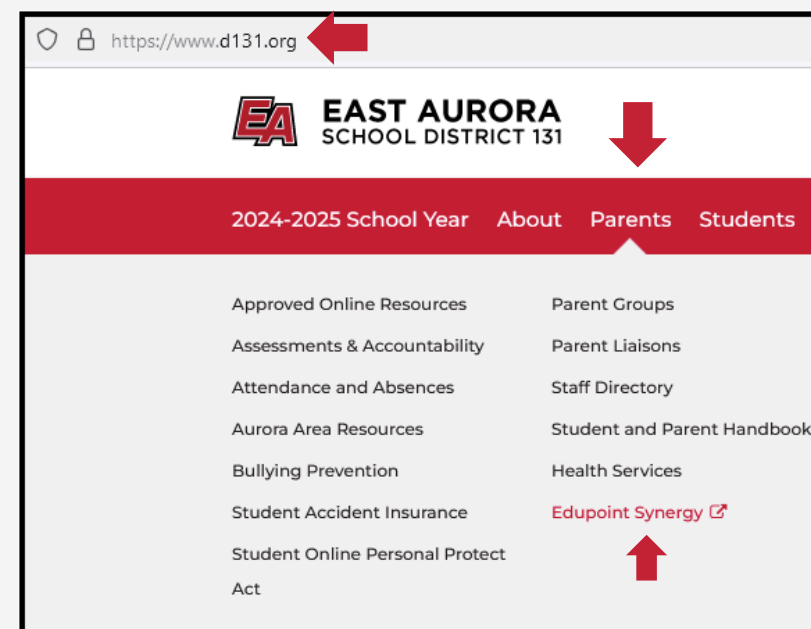 https://www.d131.org
EA
EAST AURORA
SCHOOL DISTRICT 131
2024-2025 School Year About Parents Students
Approved Online Resources
Assessments & Accountability
Attendance and Absences
Aurora Area Resources
Bullying Prevention
Student Accident Insurance
Student Online Personal Protect
Act
Parent Groups
Parent Liaisons
Staff Directory
Student and Parent Handbook
Health Services
Edupoint Synergy